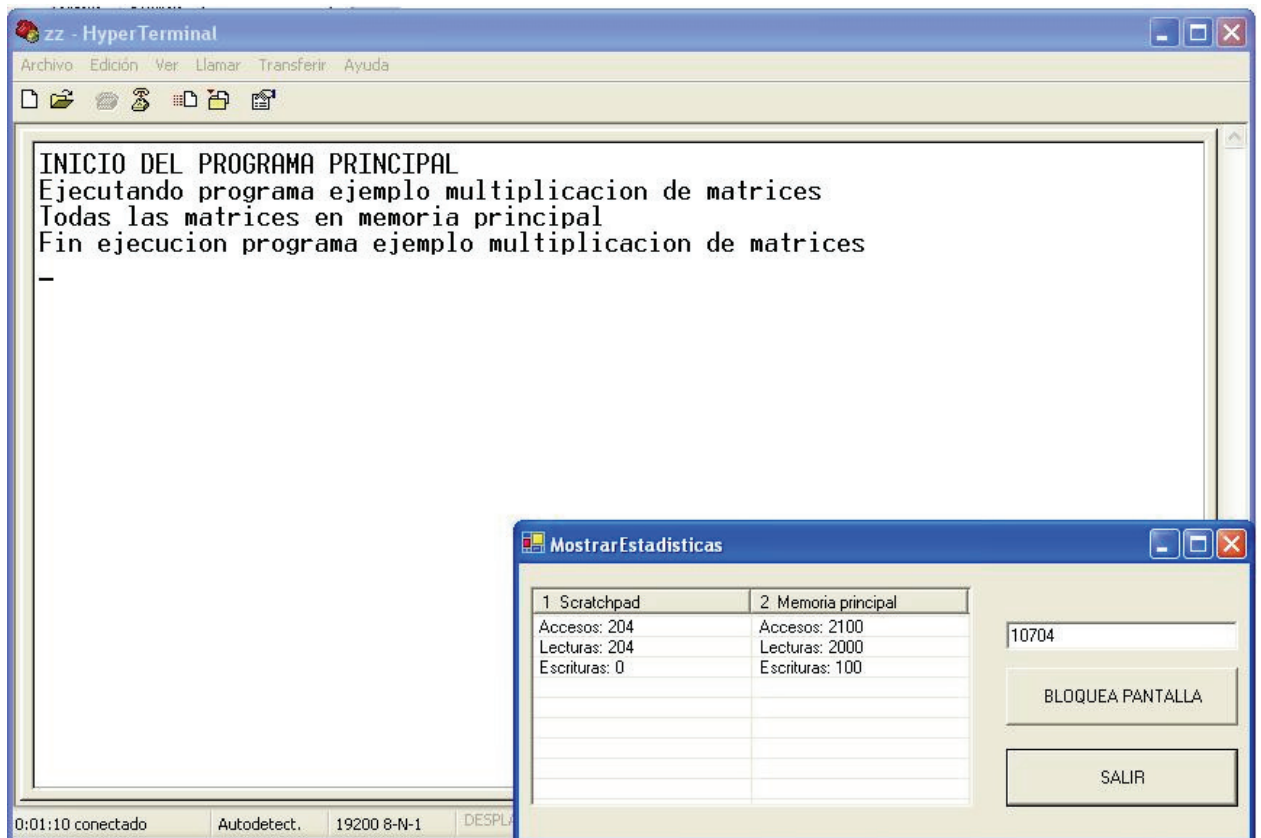 zz - HyperTerminal
Archivo Edición Ver Llamar Transferir Ayuda
INICIO DEL PROGRAMA PRINCIPAL
Ejecutando programa ejemplo multiplicacion de matrices
Todas las matrices en memoria principal
Fin ejecucion programa ejemplo multiplicacion de matrices
MostrarEstadisticas
1 Scratchpad 2 Memoria principal
Accesos: 204 Accesos: 2100
Lecturas: 204 Lecturas: 2000
Escrituras: 0 Escrituras: 100
10704
BLOQUEA PANTALLA
SALIR
0:01:10 conectado Autodetect. 19200 8-N-1